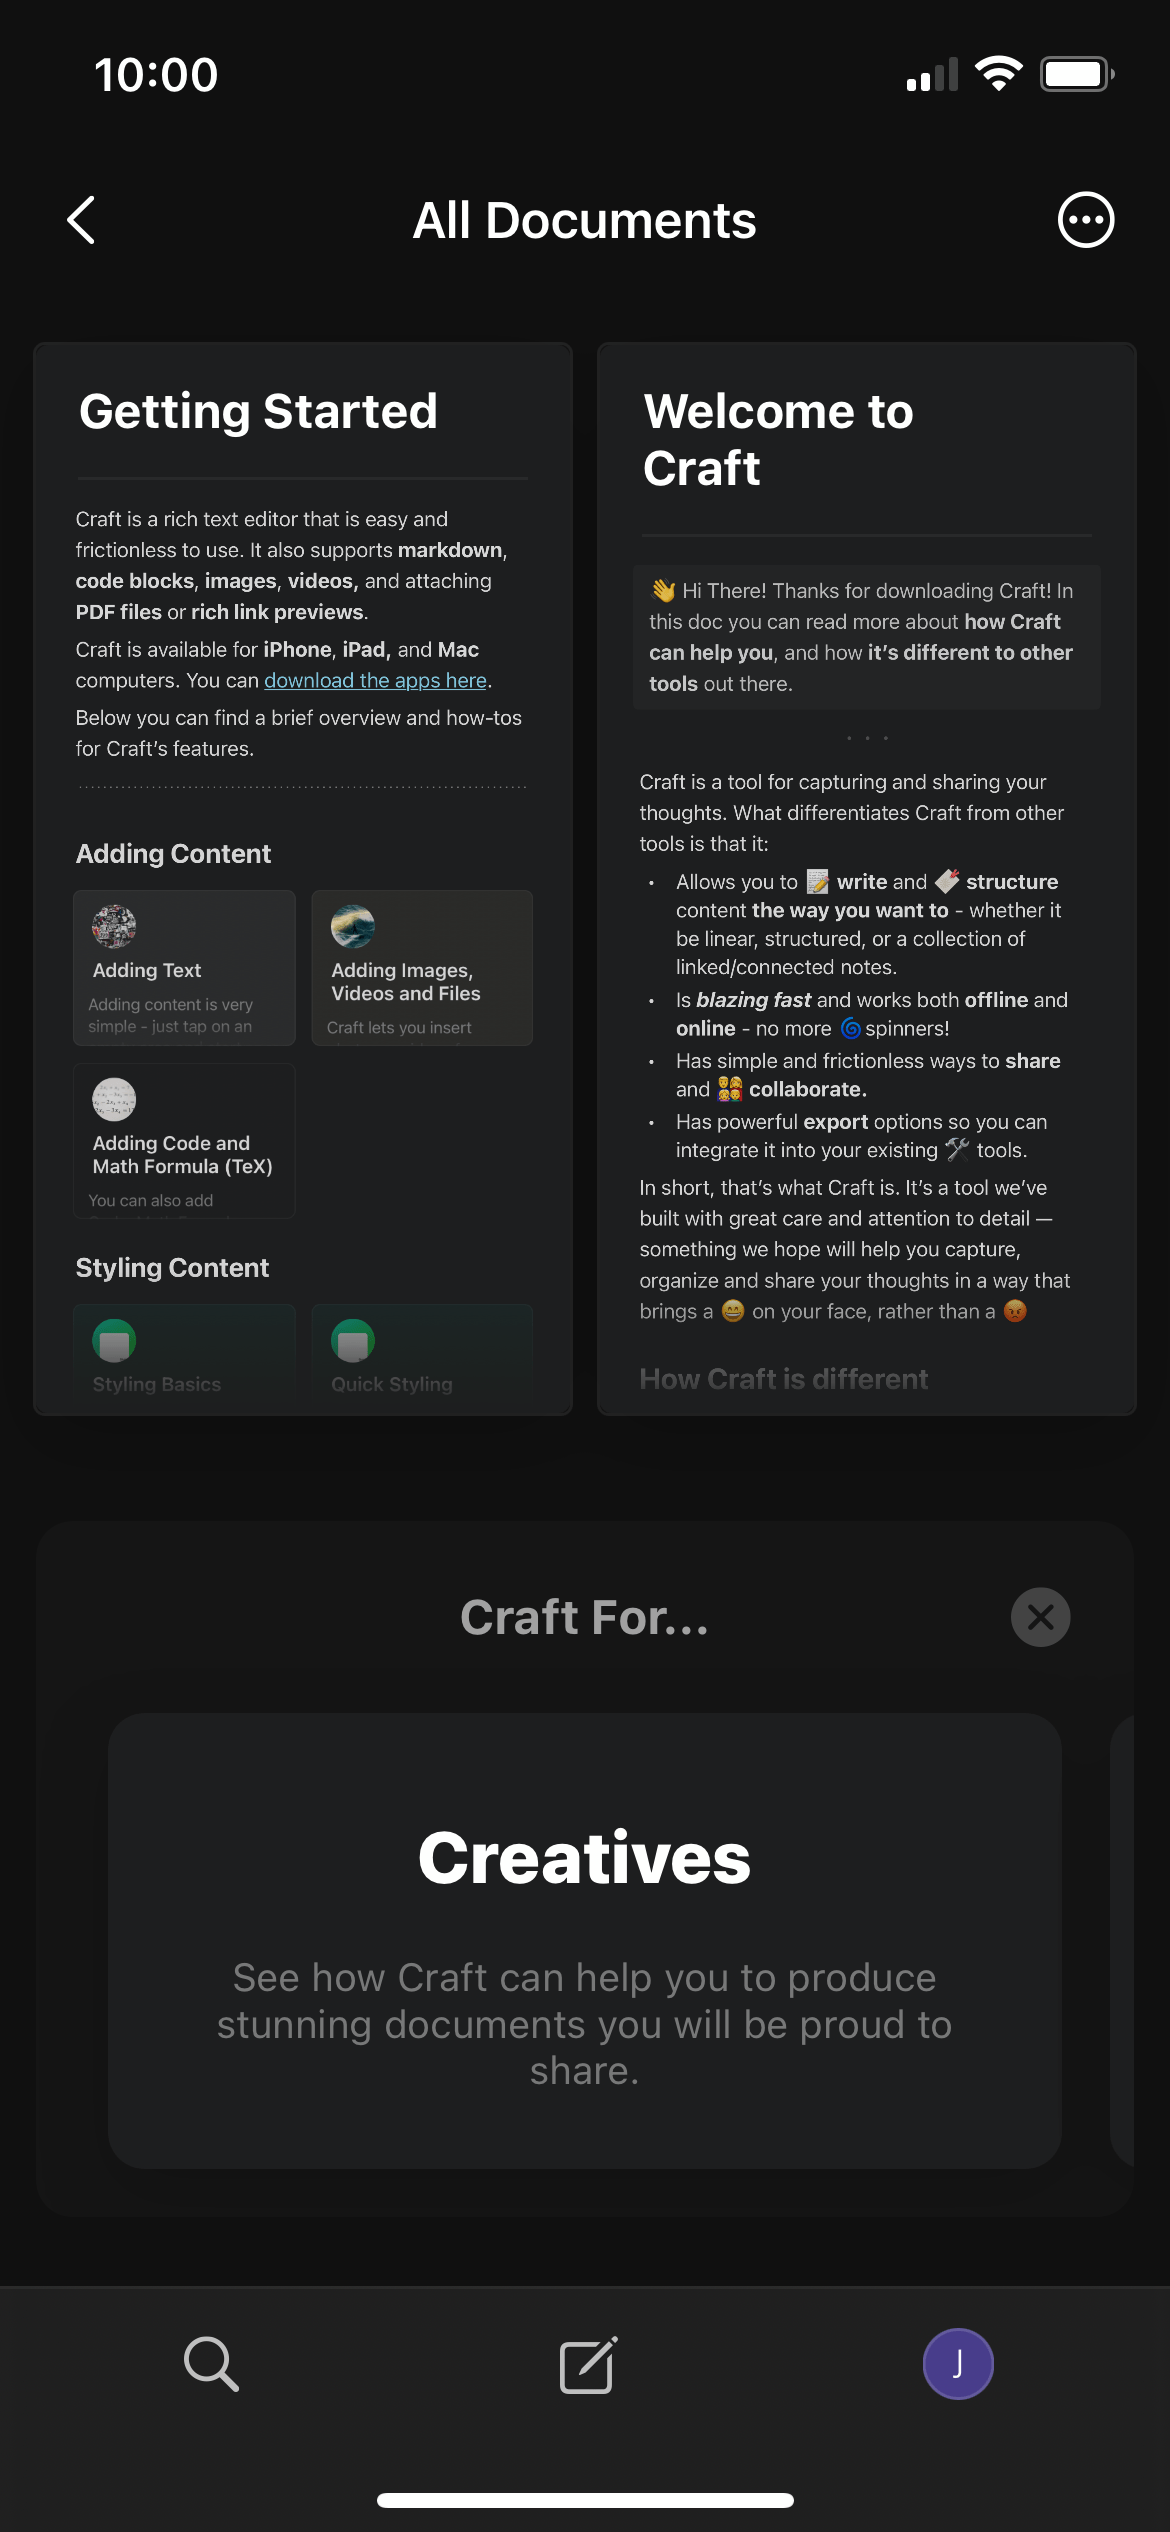 10:00
All Documents
Getting Started
Craft is a rich text editor that is easy and
frictionless to use. It also supports markdown,
code blocks, images, videos, and attaching
PDF files or rich link previews.
Craft is available for iPhone, iPad, and Mac
computers. You can download the apps here.
Below you can find a brief overview and how-tos
for Craft's features.
Adding Content
Adding Text
Adding content is very
simple - just tap on an
Adding Images,
Videos and Files
Craft lets you insert
Adding Code and
Math Formula (TeX)
You can also add
Styling Content
Styling Basics
Quick Styling
Welcome to
Craft
👋 Hi There! Thanks for downloading Craft! In
this doc you can read more about how Craft
can help you, and how it's different to other
tools out there.
· · ·
Craft is a tool for capturing and sharing your
thoughts. What differentiates Craft from other
tools is that it:
• Allows you to 📝 write and 🏷️ structure
content the way you want to - whether it
be linear, structured, or a collection of
linked/connected notes.
• Is blazing fast and works both offline and
online - no more 🌀 spinners!
• Has simple and frictionless ways to share
and 👨‍👩‍👧‍👦 collaborate.
• Has powerful export options so you can
integrate it into your existing 🛠️ tools.
In short, that's what Craft is. It's a tool we've
built with great care and attention to detail —
something we hope will help you capture,
organize and share your thoughts in a way that
brings a 😄 on your face, rather than a 😡
How Craft is different
Craft For...
Creatives
See how Craft can help you to produce
stunning documents you will be proud to
share.
J